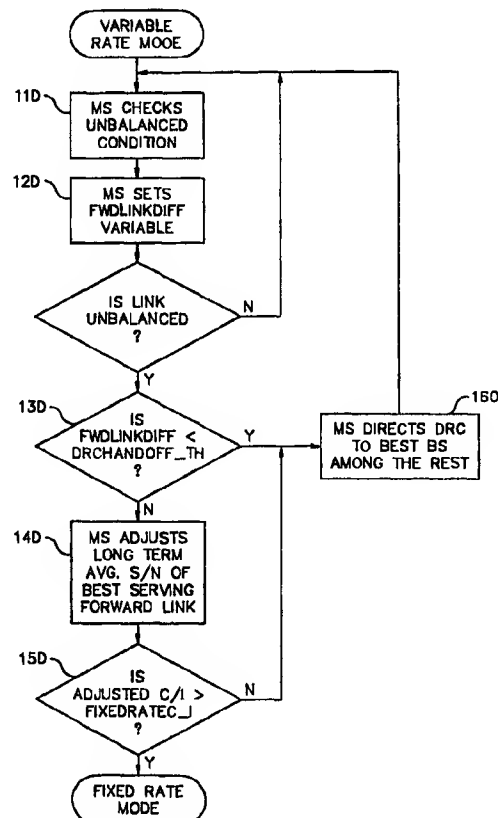 VARIABLE
RATE MODE
11D
MS CHECKS
UNBALANCED
CONDITION
12D
MS SETS
FWDLINKDIFF
VARIABLE
IS LINK
UNBALANCED
?
N
Y
13D
IS
FWDLINKDIFF <
DRCHANDOFF_TH
?
Y
N
16D
MS DIRECTS DRC
TO BEST BS
AMONG THE REST
14D
MS ADJUSTS
LONG TERM
AVG. S/N OF
BEST SERVING
FORWARD LINK
15D
IS
ADJUSTED C/I >
FIXEDRATEC_I
?
N
Y
FIXED RATE
MODE